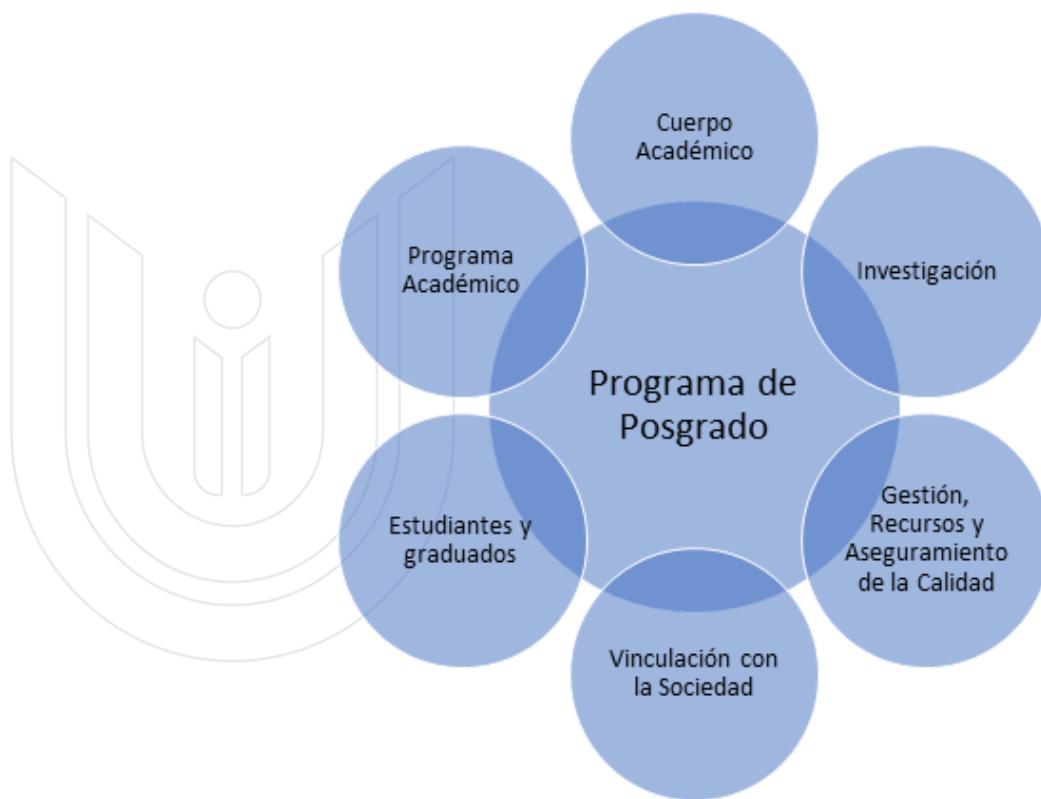 Cuerpo
Académico
Programa
Académico
Investigación
Programa de
Posgrado
Estudiantes y
graduados
Gestión,
Recursos y
Aseguramiento
de la Calidad
Vinculación con
la Sociedad